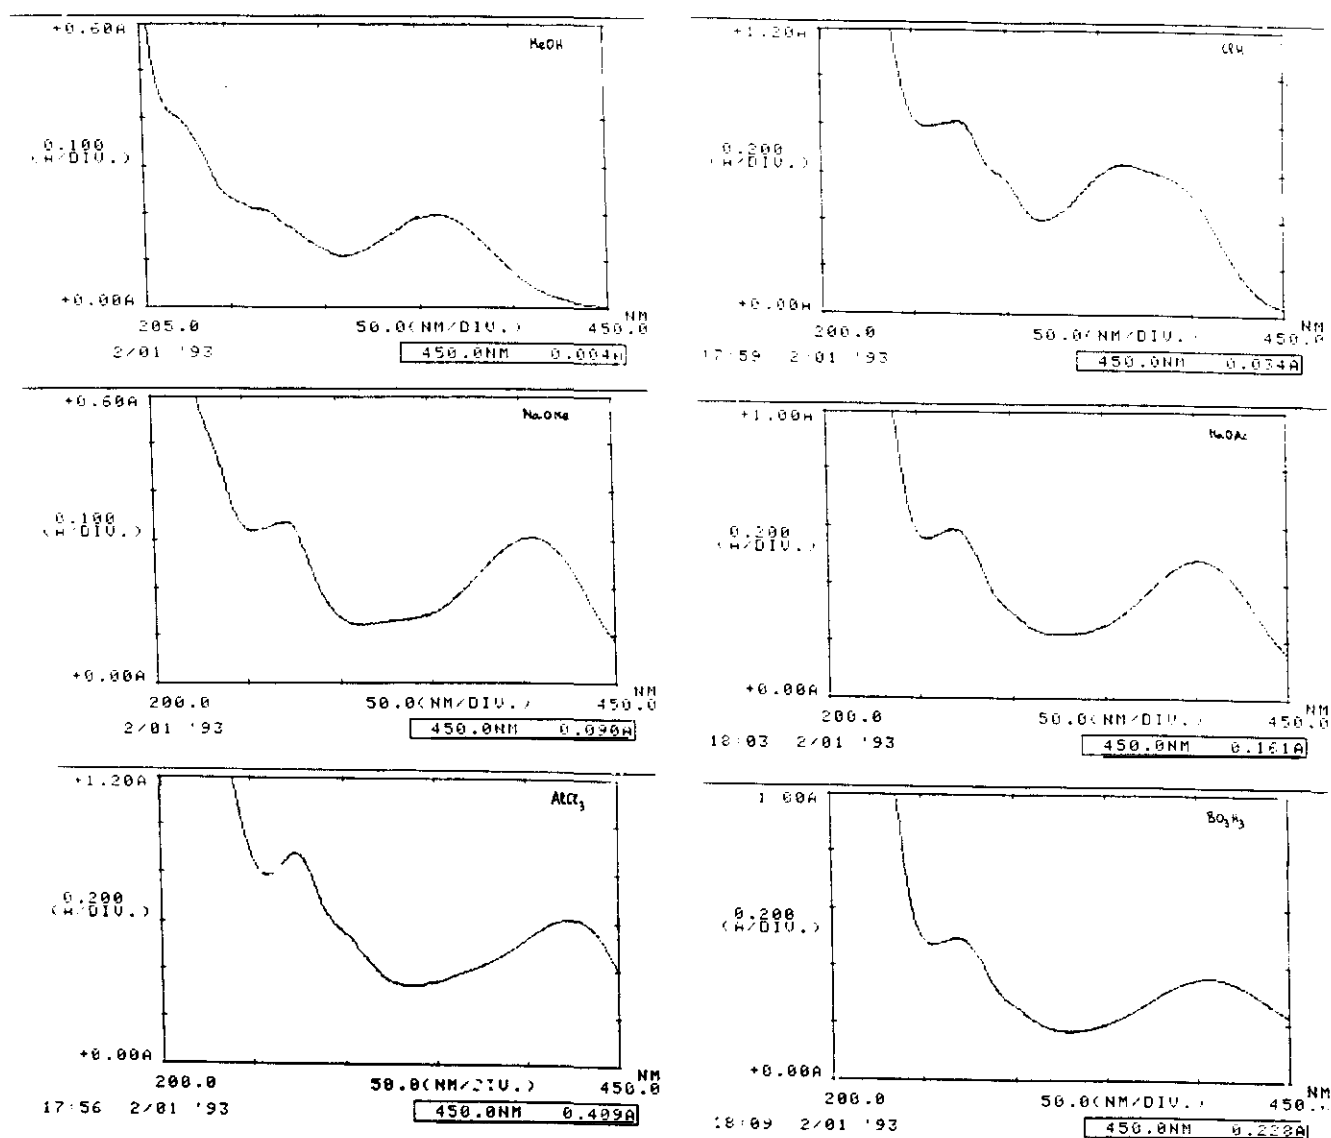 +0.60A
MeOH
0.100
(A/DIV.)
+0.00A
205.0 50.0(NM/DIV.) 450.0
NM
2/01 '93
450.0NM 0.004A
+1.20A
ClH
0.200
(A/DIV.)
+0.00A
200.0 50.0(NM/DIV.) 450.0
NM
17:59 2/01 '93
450.0NM 0.034A
+0.60A
NaOMe
0.100
(A/DIV.)
+0.00A
200.0 50.0(NM/DIV.) 450.0
NM
2/01 '93
450.0NM 0.090A
+1.00A
NaOAc
0.200
(A/DIV.)
+0.00A
200.0 50.0(NM/DIV.) 450.0
NM
18:03 2/01 '93
450.0NM 0.161A
+1.20A
AlCl₃
0.200
(A/DIV.)
+0.00A
200.0 50.0(NM/DIV.) 450.0
NM
17:56 2/01 '93
450.0NM 0.409A
1.00A
BO₃H₃
0.200
(A/DIV.)
+0.00A
200.0 50.0(NM/DIV.) 450.0
NM
18:09 2/01 '93
450.0NM